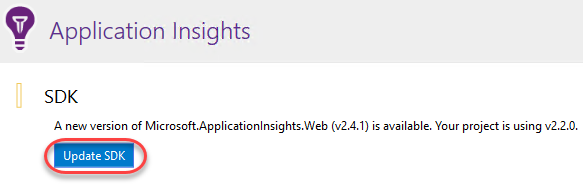 Application Insights
SDK
A new version of Microsoft.ApplicationInsights.Web (v2.4.1) is available. Your project is using v2.2.0.
Update SDK